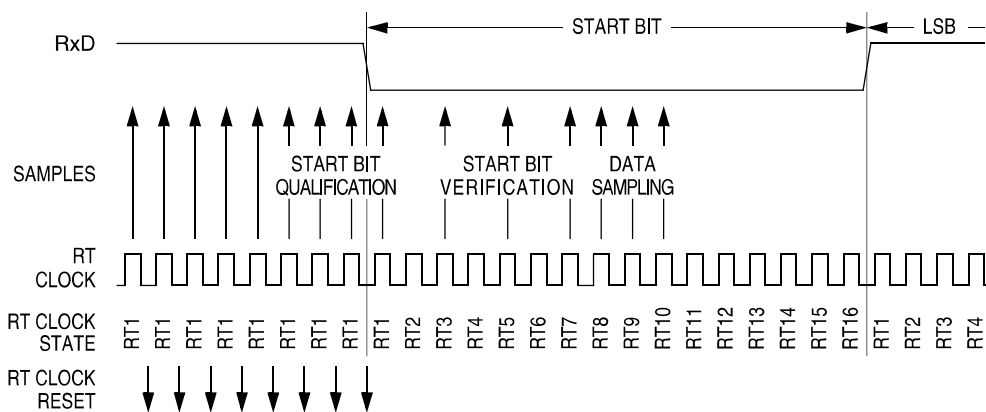 START BIT LSB
RxD
SAMPLES
START BIT QUALIFICATION
START BIT VERIFICATION
DATA SAMPLING
RT CLOCK
RT CLOCK STATE
RT1 RT1 RT1 RT1 RT1 RT1 RT1 RT1 RT1 RT2 RT3 RT4 RT5 RT6 RT7 RT8 RT9 RT10 RT11 RT12 RT13 RT14 RT15 RT16 RT1 RT2 RT3 RT4
RT CLOCK RESET